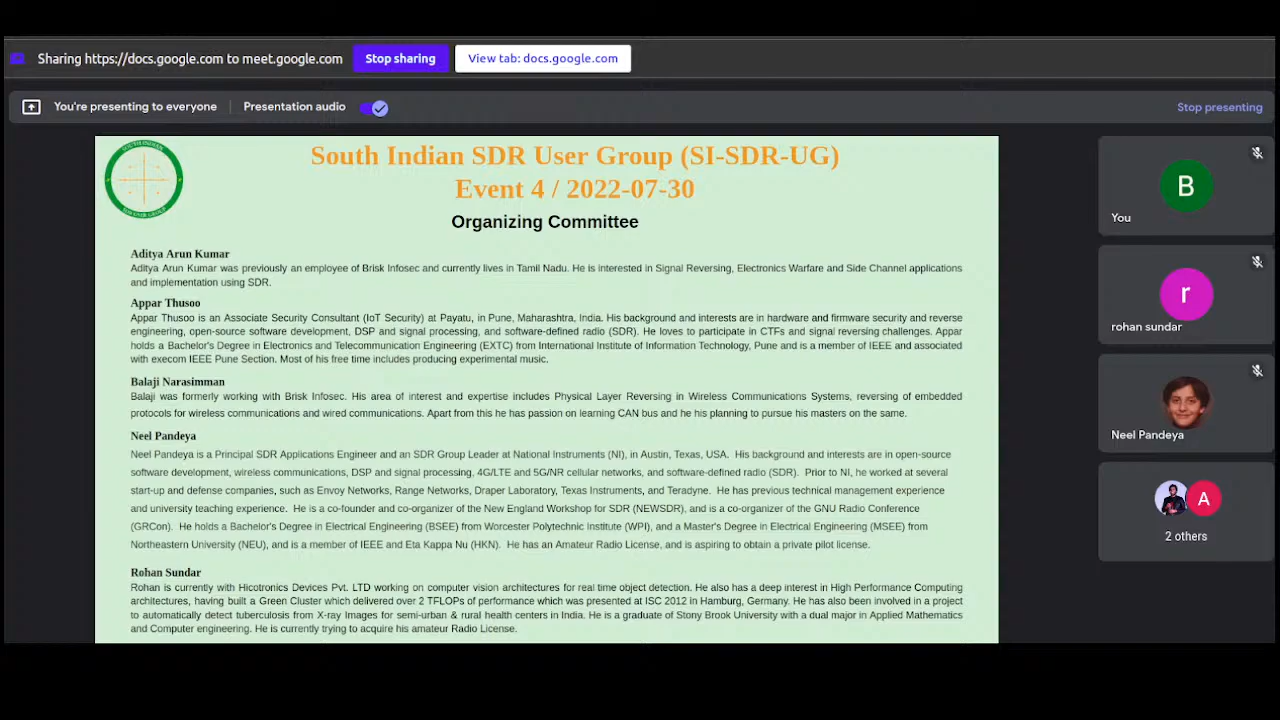 Sharing https://docs.google.com to meet.google.com
Stop sharing
View tab: docs.google.com
You're presenting to everyone
Presentation audio
Stop presenting
SOUTH INDIAN
SDR USER GROUP
South Indian SDR User Group (SI-SDR-UG)
Event 4 / 2022-07-30
Organizing Committee
Aditya Arun Kumar
Aditya Arun Kumar was previously an employee of Brisk Infosec and currently lives in Tamil Nadu. He is interested in Signal Reversing, Electronics Warfare and Side Channel applications
and implementation using SDR.
Appar Thusoo
Appar Thusoo is an Associate Security Consultant (IoT Security) at Payatu, in Pune, Maharashtra, India. His background and interests are in hardware and firmware security and reverse
engineering, open-source software development, DSP and signal processing, and software-defined radio (SDR). He loves to participate in CTFs and signal reversing challenges. Appar
holds a Bachelor's Degree in Electronics and Telecommunication Engineering (EXTC) from International Institute of Information Technology, Pune and is a member of IEEE and associated
with execom IEEE Pune Section. Most of his free time includes producing experimental music.
Balaji Narasimman
Balaji was formerly working with Brisk Infosec. His area of interest and expertise includes Physical Layer Reversing in Wireless Communications Systems, reversing of embedded
protocols for wireless communications and wired communications. Apart from this he has passion on learning CAN bus and he his planning to pursue his masters on the same.
Neel Pandeya
Neel Pandeya is a Principal SDR Applications Engineer and an SDR Group Leader at National Instruments (NI), in Austin, Texas, USA. His background and interests are in open-source
software development, wireless communications, DSP and signal processing, 4G/LTE and 5G/NR cellular networks, and software-defined radio (SDR). Prior to NI, he worked at several
start-up and defense companies, such as Envoy Networks, Range Networks, Draper Laboratory, Texas Instruments, and Teradyne. He has previous technical management experience
and university teaching experience. He is a co-founder and co-organizer of the New England Workshop for SDR (NEWSDR), and is a co-organizer of the GNU Radio Conference
(GRCon). He holds a Bachelor's Degree in Electrical Engineering (BSEE) from Worcester Polytechnic Institute (WPI), and a Master's Degree in Electrical Engineering (MSEE) from
Northeastern University (NEU), and is a member of IEEE and Eta Kappa Nu (HKN). He has an Amateur Radio License, and is aspiring to obtain a private pilot license.
Rohan Sundar
Rohan is currently with Hicotronics Devices Pvt. LTD working on computer vision architectures for real time object detection. He also has a deep interest in High Performance Computing
architectures, having built a Green Cluster which delivered over 2 TFLOPs of performance which was presented at ISC 2012 in Hamburg, Germany. He has also been involved in a project
to automatically detect tuberculosis from X-ray Images for semi-urban & rural health centers in India. He is a graduate of Stony Brook University with a dual major in Applied Mathematics
and Computer engineering. He is currently trying to acquire his amateur Radio License.
B
You
r
rohan sundar
Neel Pandeya
A
2 others